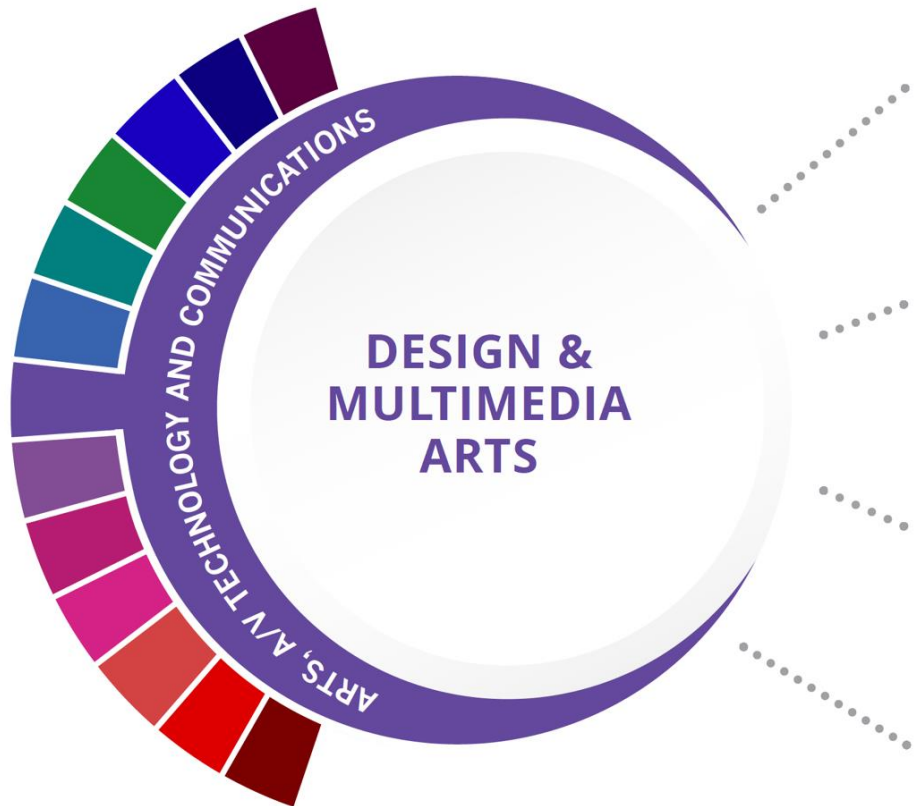 ARTS, A/V TECHNOLOGY AND COMMUNICATIONS
DESIGN &
MULTIMEDIA
ARTS